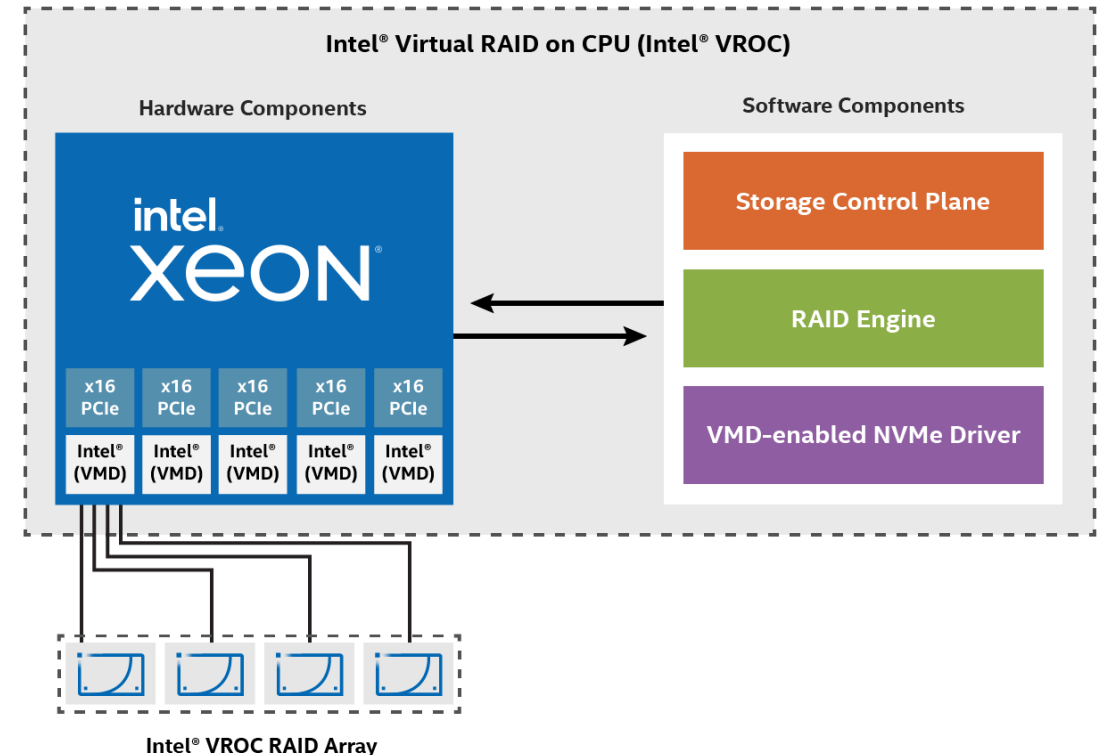 Intel® Virtual RAID on CPU (Intel® VROC)
Hardware Components
Software Components
intel.
xeon®
x16
PCIe
x16
PCIe
x16
PCIe
x16
PCIe
x16
PCIe
Intel®
(VMD)
Intel®
(VMD)
Intel®
(VMD)
Intel®
(VMD)
Intel®
(VMD)
Storage Control Plane
RAID Engine
VMD-enabled NVMe Driver
Intel® VROC RAID Array